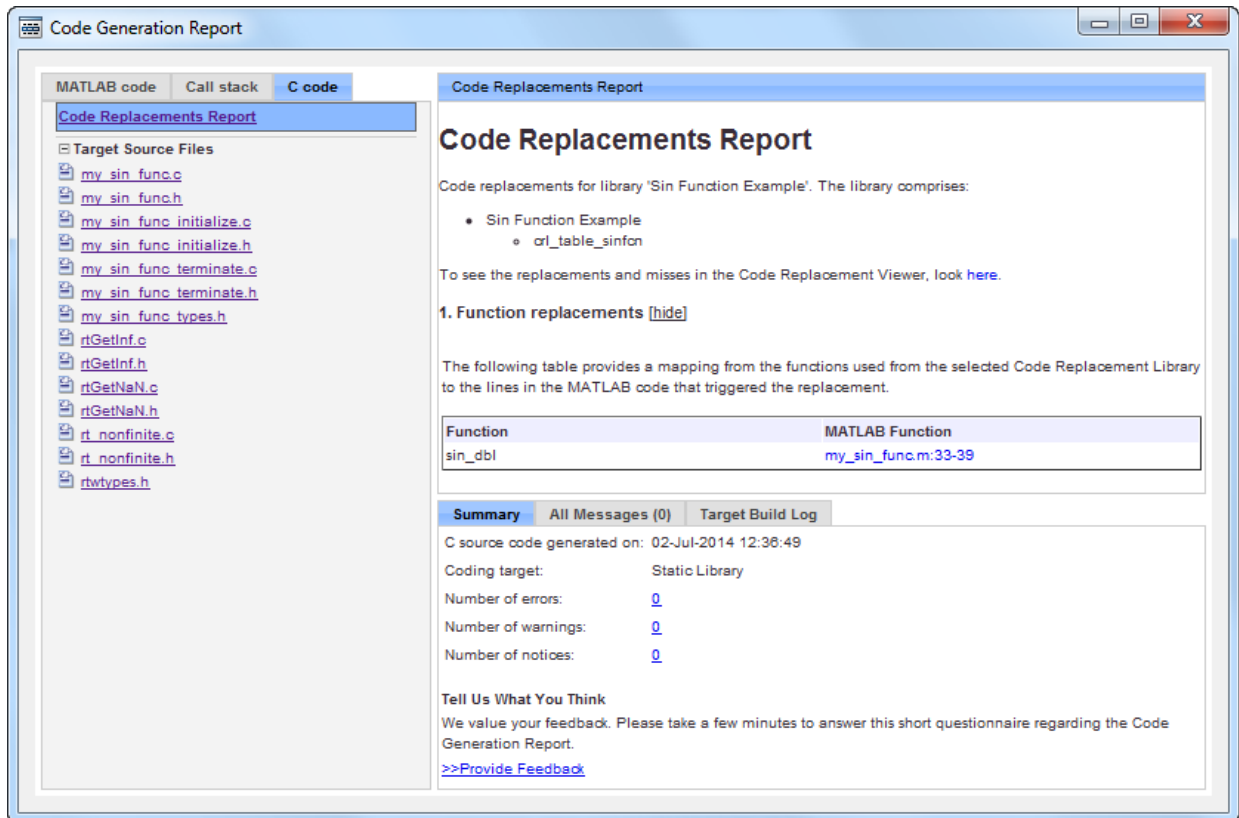 Code Generation Report
MATLAB code Call stack C code
Code Replacements Report
Target Source Files
my_sin_func.c
my_sin_func.h
my_sin_func_initialize.c
my_sin_func_initialize.h
my_sin_func_terminate.c
my_sin_func_terminate.h
my_sin_func_types.h
rtGetInf.c
rtGetInf.h
rtGetNaN.c
rtGetNaN.h
rt_nonfinite.c
rt_nonfinite.h
rtwtypes.h
Code Replacements Report
Code Replacements Report
Code replacements for library 'Sin Function Example'. The library comprises:
Sin Function Example
crl_table_sinfcn
To see the replacements and misses in the Code Replacement Viewer, look here.
1. Function replacements [hide]
The following table provides a mapping from the functions used from the selected Code Replacement Library
to the lines in the MATLAB code that triggered the replacement.
Function MATLAB Function
sin_dbl my_sin_func.m:33-39
Summary All Messages (0) Target Build Log
C source code generated on: 02-Jul-2014 12:36:49
Coding target: Static Library
Number of errors: 0
Number of warnings: 0
Number of notices: 0
Tell Us What You Think
We value your feedback. Please take a few minutes to answer this short questionnaire regarding the Code
Generation Report.
>>Provide Feedback